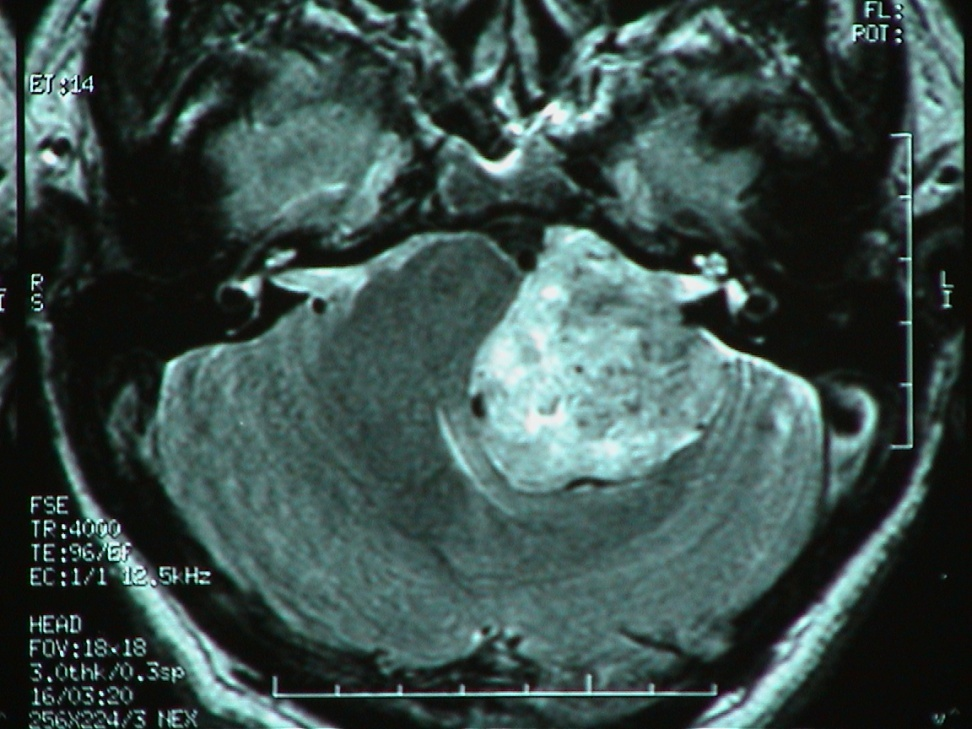 FL:
ROT:
ET:14
R
S
L
I
I
FSE
TR:4000
TE:96/Ef
EC:1/1 12.5kHz
HEAD
FOV:18x18
3.0thk/0.3sp
16/03:20
256X224/3 NEX